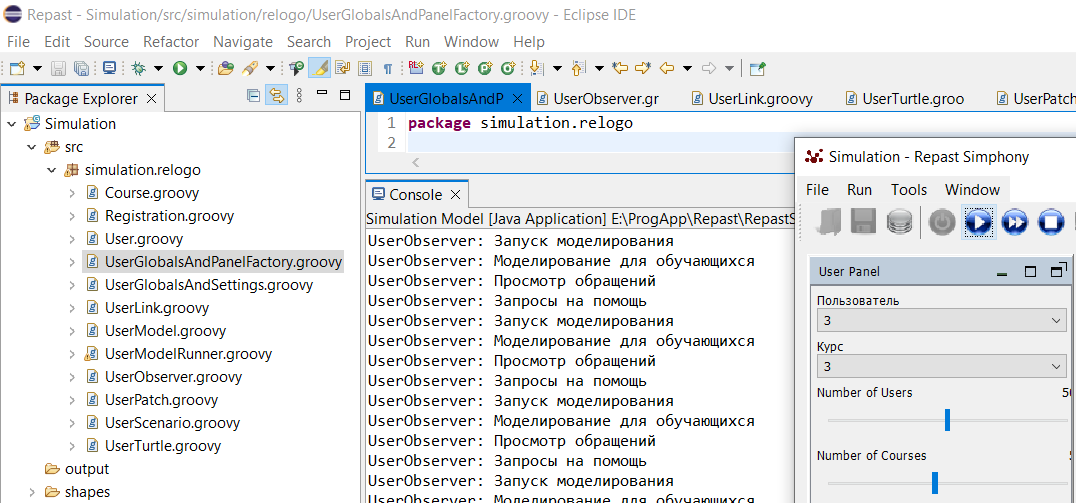 Repast - Simulation/src/simulation/relogo/UserGlobalsAndPanelFactory.groovy - Eclipse IDE
File Edit Source Refactor Navigate Search Project Run Window Help
Package Explorer
Simulation
src
simulation.relogo
Course.groovy
Registration.groovy
User.groovy
UserGlobalsAndPanelFactory.groovy
UserGlobalsAndSettings.groovy
UserLink.groovy
UserModel.groovy
UserModelRunner.groovy
UserObserver.groovy
UserPatch.groovy
UserScenario.groovy
UserTurtle.groovy
output
shapes
UserGlobalsAndP UserObserver.gr UserLink.groovy UserTurtle.groo UserPatch
1 package simulation.relogo
2
Console
Simulation Model [Java Application] E:\ProgApp\Repast\RepastS
UserObserver: Запуск моделирования
UserObserver: Моделирование для обучающихся
UserObserver: Просмотр обращений
UserObserver: Запросы на помощь
UserObserver: Запуск моделирования
UserObserver: Моделирование для обучающихся
UserObserver: Просмотр обращений
UserObserver: Запросы на помощь
UserObserver: Запуск моделирования
UserObserver: Моделирование для обучающихся
UserObserver: Просмотр обращений
UserObserver: Запросы на помощь
UserObserver: Запуск моделирования
UserObserver: Моделирование для обучающихся
Simulation - Repast Simphony
File Run Tools Window
User Panel
Пользователь
3
Курс
3
Number of Users
Number of Courses